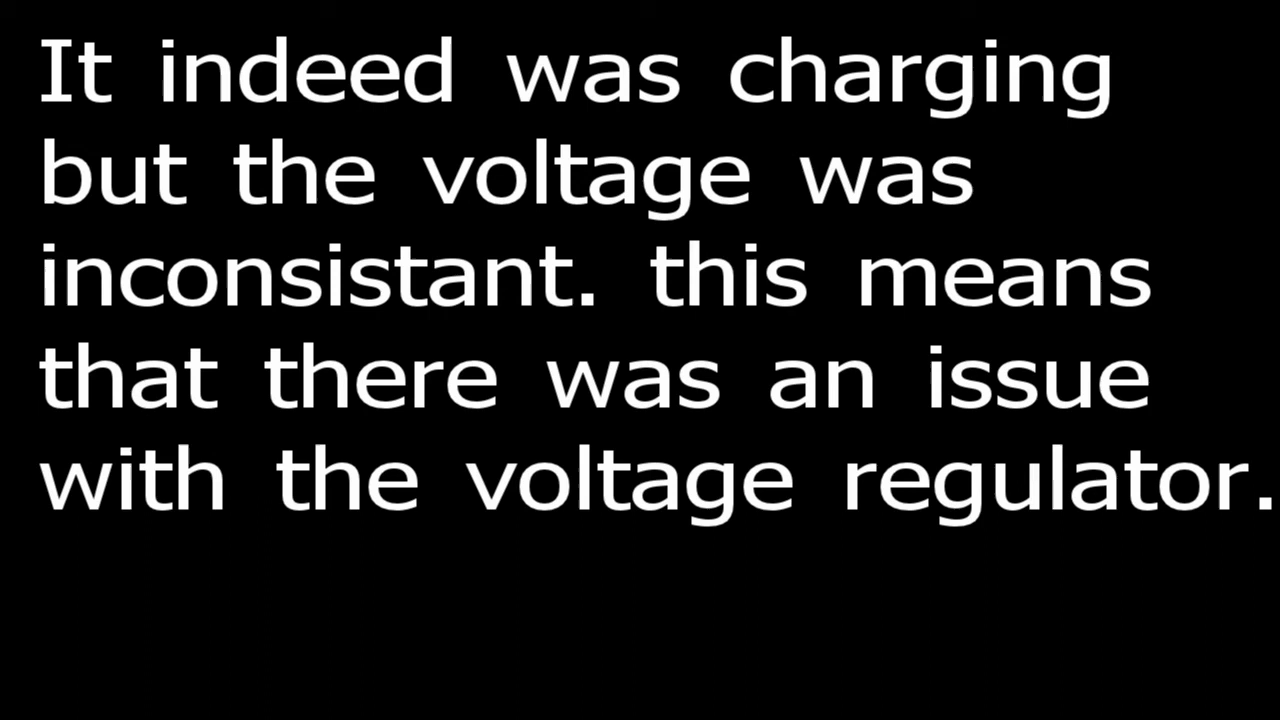 It indeed was charging
but the voltage was
inconsistant. this means
that there was an issue
with the voltage regulator.